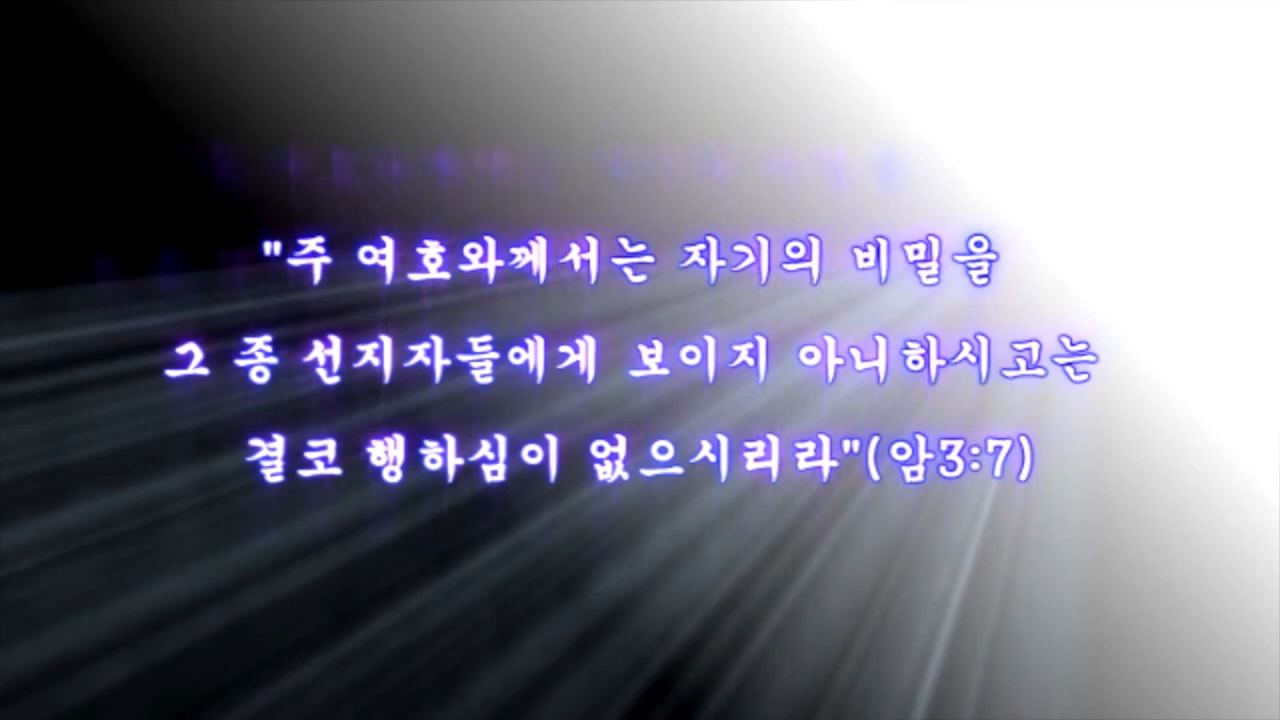 "주 여호와께서는 자기의 비밀을
그 종 선지자들에게 보이지 아니하시고는
결코 행하심이 없으시리라"(암3:7)